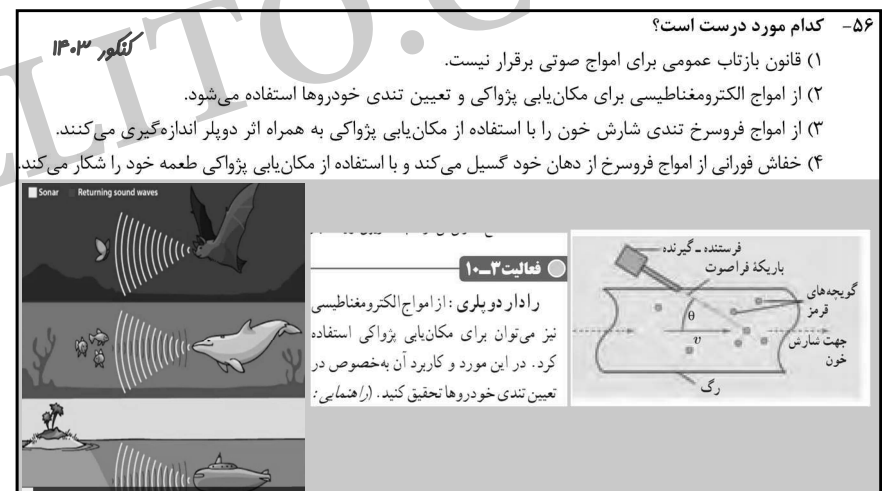 ۵۶- کدام مورد درست است؟
کنکور ۱۴۰۳
۱) قانون بازتاب عمومی برای امواج صوتی برقرار نیست.
۲) از امواج الکترومغناطیسی برای مکان‌یابی پژواکی و تعیین تندی خودروها استفاده می‌شود.
۳) از امواج فروسرخ تندی شارش خون را با استفاده از مکان‌یابی پژواکی به همراه اثر دوپلر اندازه‌گیری می‌کنند.
۴) خفاش فورانی از امواج فروسرخ از دهان خود گسیل می‌کند و با استفاده از مکان‌یابی پژواکی طعمه خود را شکار می‌کند.
فرستنده - گیرنده
باریکهٔ فراصوت
گویچه‌های
قرمز
θ
v
جهت شارش
خون
رگ
فعالیت ۳-۱۰
رادار دوپلری : از امواج الکترومغناطیسی
نیز می‌توان برای مکان‌یابی پژواکی استفاده
کرد. در این مورد و کاربرد آن به‌خصوص در
تعیین تندی خودروها تحقیق کنید. (راهنمایی :
Sonar Returning sound waves
LLITO.C